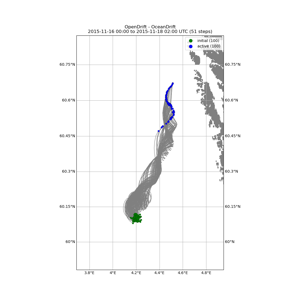 OpenDrift - OceanDrift
2015-11-16 00:00 to 2015-11-18 02:00 UTC (51 steps)
initial (100)
active (100)
60.75°N 60.75°N
60.6°N 60.6°N
60.45°N 60.45°N
60.3°N 60.3°N
60.15°N 60.15°N
60°N 60°N
3.8°E 4°E 4.2°E 4.4°E 4.6°E 4.8°E